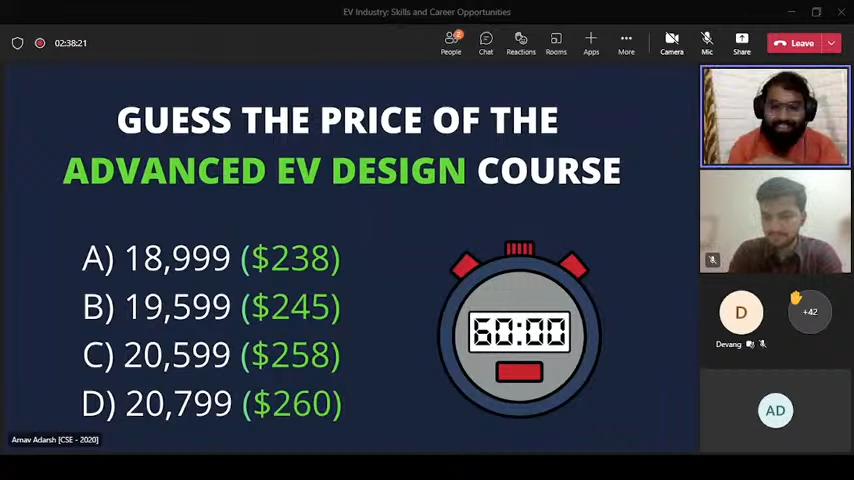 EV Industry: Skills and Career Opportunities
02:38:21
2
People
Chat
Reactions
Rooms
Apps
More
Camera
Mic
Share
Leave
GUESS THE PRICE OF THE
ADVANCED EV DESIGN COURSE
A) 18,999 ($238)
B) 19,599 ($245)
C) 20,599 ($258)
D) 20,799 ($260)
60:00
D
+42
Devang
AD
Arnav Adarsh [CSE - 2020]